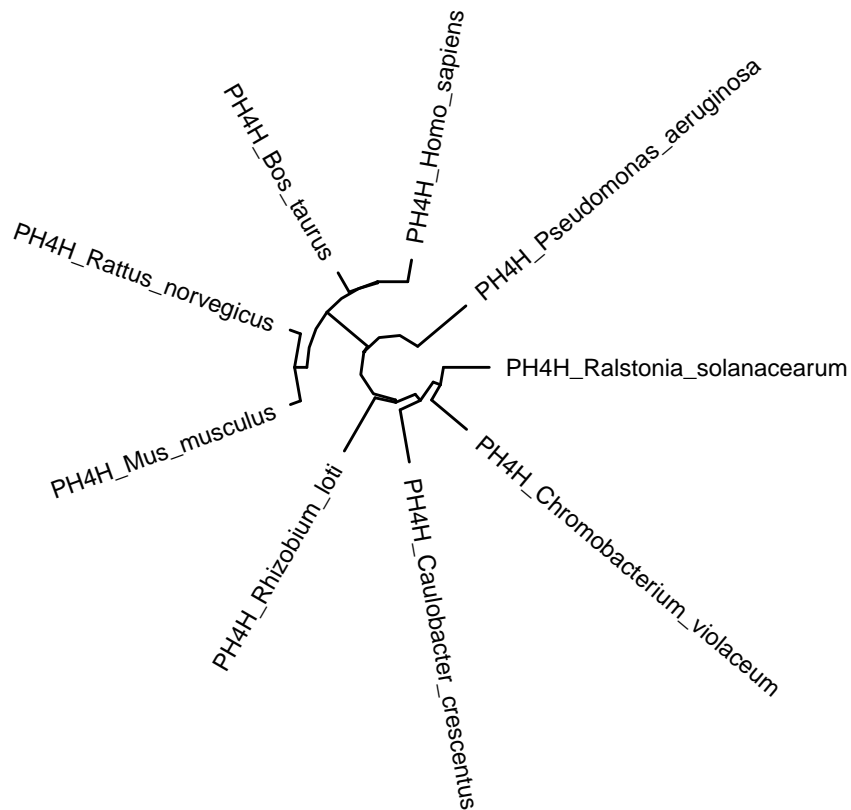 PH4H_Homo_sapiens
PH4H_Pseudomonas_aeruginosa
PH4H_Bos_taurus
PH4H_Rattus_norvegicus
PH4H_Ralstonia_solanacearum
PH4H_Mus_musculus
PH4H_Chromobacterium_violaceum
PH4H_Rhizobium_loti
PH4H_Caulobacter_crescentus